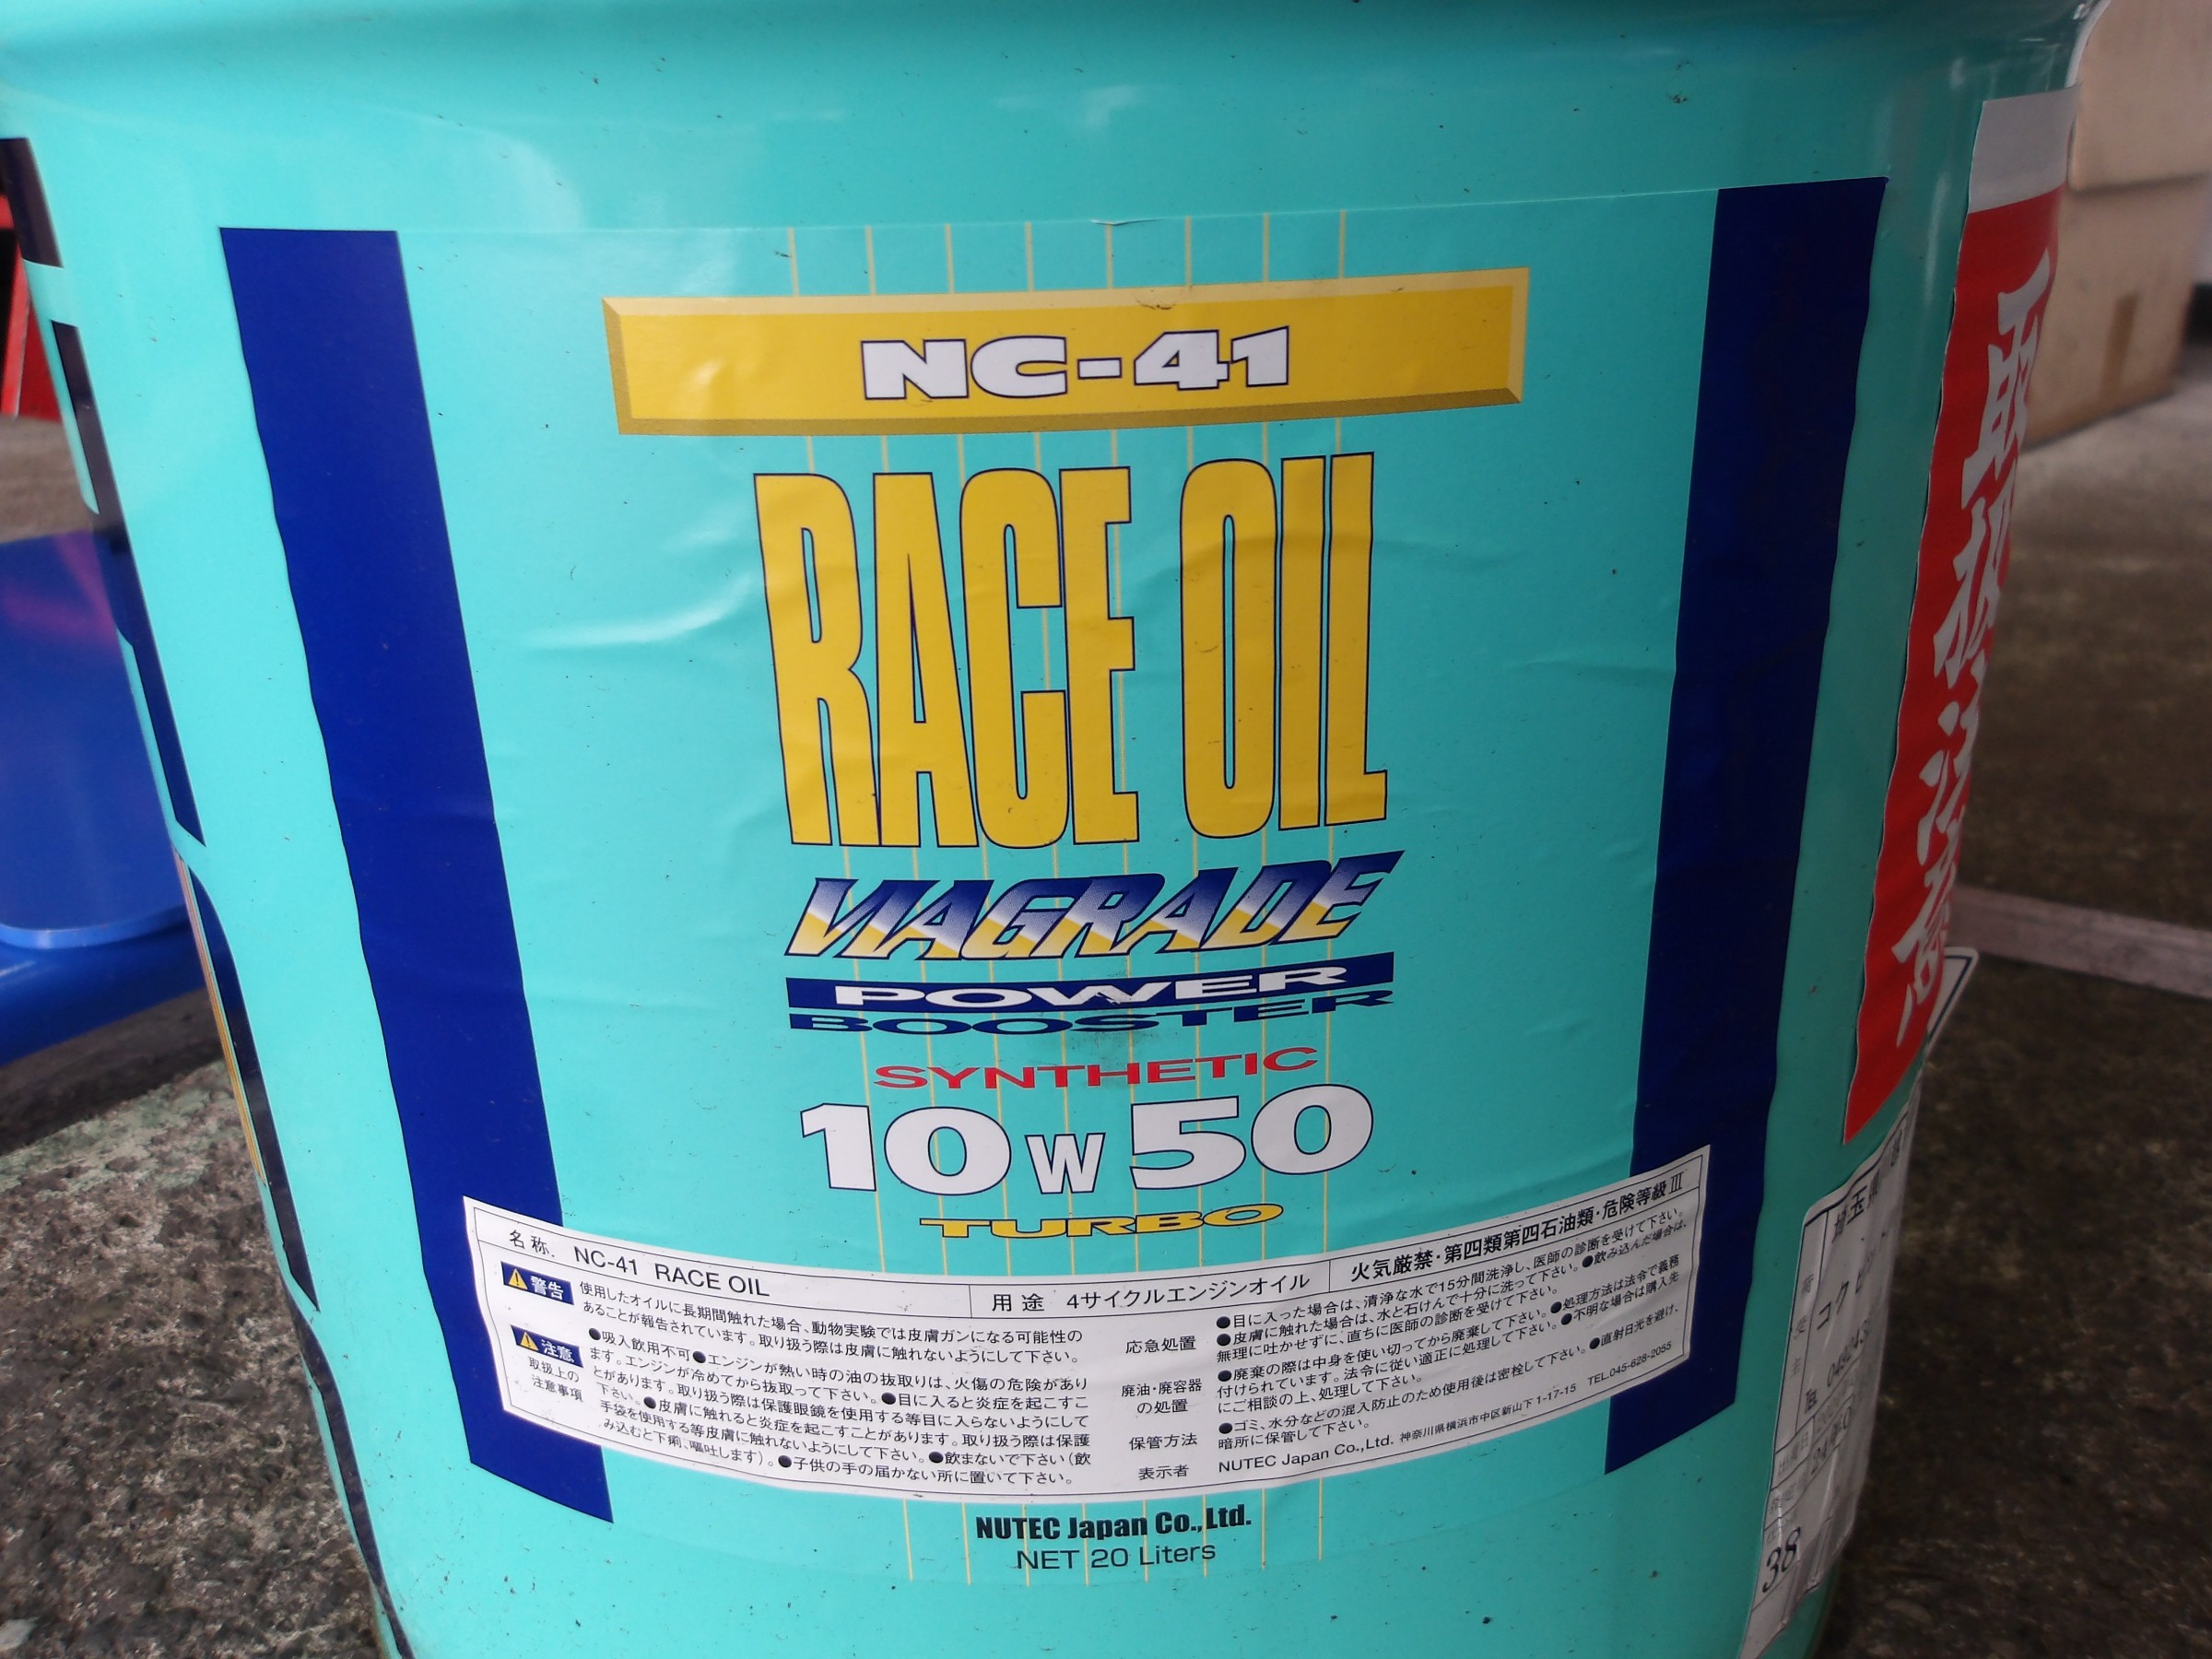 NC-41
RACE OIL
VIAGRADE
POWER
BOOSTER
SYNTHETIC
10W50
TURBO
名称. NC-41 RACE OIL
用途 4サイクルエンジンオイル
火気厳禁・第四類第四石油類・危険等級III
警告
使用したオイルに長期間触れた場合、動物実験では皮膚ガンになる可能性の
あることが報告されています。取り扱う際は皮膚に触れないようにして下さい。
注意
取扱上の
注意事項
●吸入飲用不可●エンジンが熱い時の油の抜取りは、火傷の危険があり
ます。エンジンが冷めてから抜取って下さい。●目に入ると炎症を起こすこ
とがあります。取り扱う際は保護眼鏡を使用する等目に入らないようにして
下さい。●皮膚に触れると炎症を起こすことがあります。取り扱う際は保護
手袋を使用する等皮膚に触れないようにして下さい。●飲まないで下さい(飲
み込むと下痢、嘔吐します)。●子供の手の届かない所に置いて下さい。
応急処置
●目に入った場合は、清浄な水で15分間洗浄し、医師の診断を受けて下さい。
●皮膚に触れた場合は、水と石けんで十分に洗って下さい。●飲み込んだ場合は、
無理に吐かせずに、直ちに医師の診断を受けて下さい。
廃油・廃容器
の処置
●廃棄の際は中身を使い切ってから廃棄して下さい。●処理方法は法令で義務
付けられています。法令に従い適正に処理して下さい。●不明な場合は購入先
にご相談の上、処理して下さい。
保管方法
●ゴミ、水分などの混入防止のため使用後は密栓して下さい。●直射日光を避け、
暗所に保管して下さい。
表示者
NUTEC Japan Co.,Ltd. 神奈川県横浜市中区新山下1-17-15 TEL.045-628-2055
NUTEC Japan Co.,Ltd.
NET 20 Liters
取扱注意
埼玉県
コクピ
38